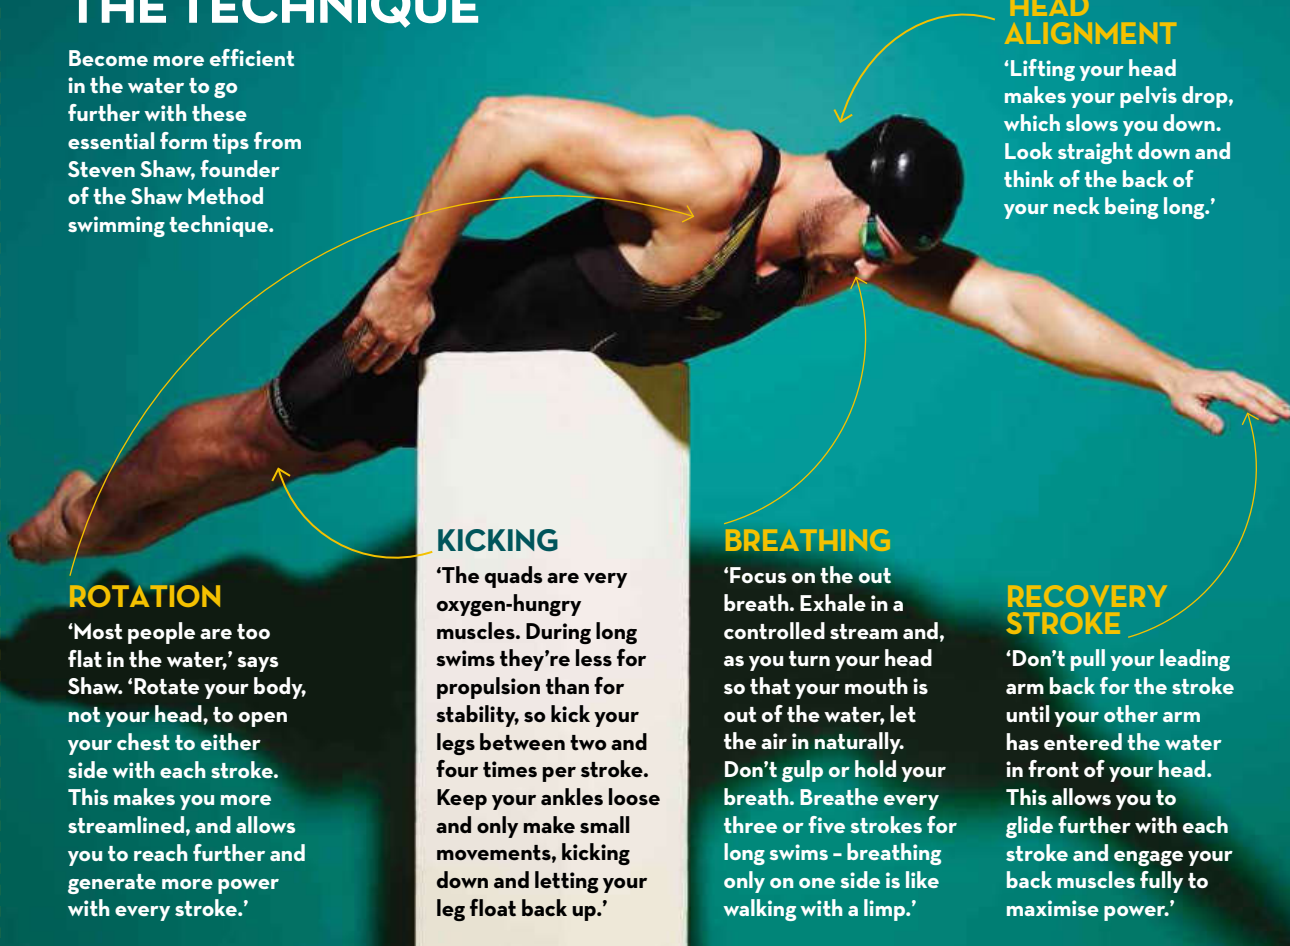 THE TECHNIQUE
Become more efficient
in the water to go
further with these
essential form tips from
Steven Shaw, founder
of the Shaw Method
swimming technique.
HEAD
ALIGNMENT
‘Lifting your head
makes your pelvis drop,
which slows you down.
Look straight down and
think of the back of
your neck being long.’
ROTATION
‘Most people are too
flat in the water,’ says
Shaw. ‘Rotate your body,
not your head, to open
your chest to either
side with each stroke.
This makes you more
streamlined, and allows
you to reach further and
generate more power
with every stroke.’
KICKING
‘The quads are very
oxygen-hungry
muscles. During long
swims they’re less for
propulsion than for
stability, so kick your
legs between two and
four times per stroke.
Keep your ankles loose
and only make small
movements, kicking
down and letting your
leg float back up.’
BREATHING
‘Focus on the out
breath. Exhale in a
controlled stream and,
as you turn your head
so that your mouth is
out of the water, let
the air in naturally.
Don’t gulp or hold your
breath. Breathe every
three or five strokes for
long swims – breathing
only on one side is like
walking with a limp.’
RECOVERY
STROKE
‘Don’t pull your leading
arm back for the stroke
until your other arm
has entered the water
in front of your head.
This allows you to
glide further with each
stroke and engage your
back muscles fully to
maximise power.’